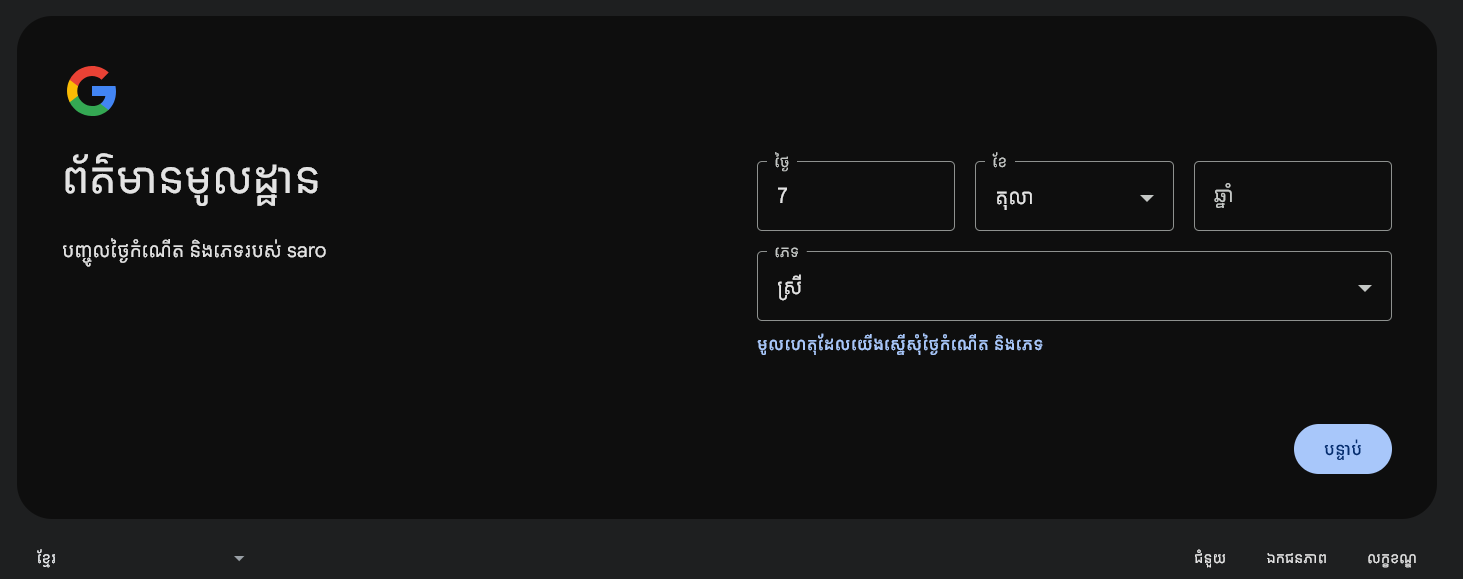 ព័ត៌មានមូលដ្ឋាន
បញ្ចូលថ្ងៃកំណើត និងភេទរបស់ saro
ថ្ងៃ
7
ខែ
តុលា
ឆ្នាំ
ភេទ
ស្រី
មូលហេតុដែលយើងស្នើសុំថ្ងៃកំណើត និងភេទ
បន្ទាប់
ខ្មែរ
ជំនួយ
ឯកជនភាព
លក្ខខណ្ឌ